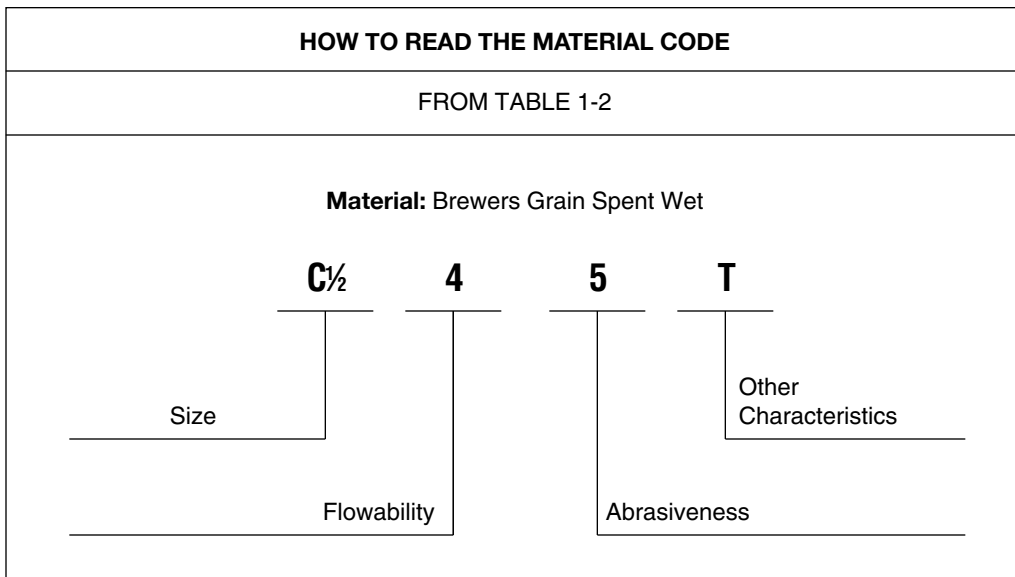 HOW TO READ THE MATERIAL CODE
FROM TABLE 1-2
Material: Brewers Grain Spent Wet
C½ 4 5 T
Size
Other
Characteristics
Flowability
Abrasiveness